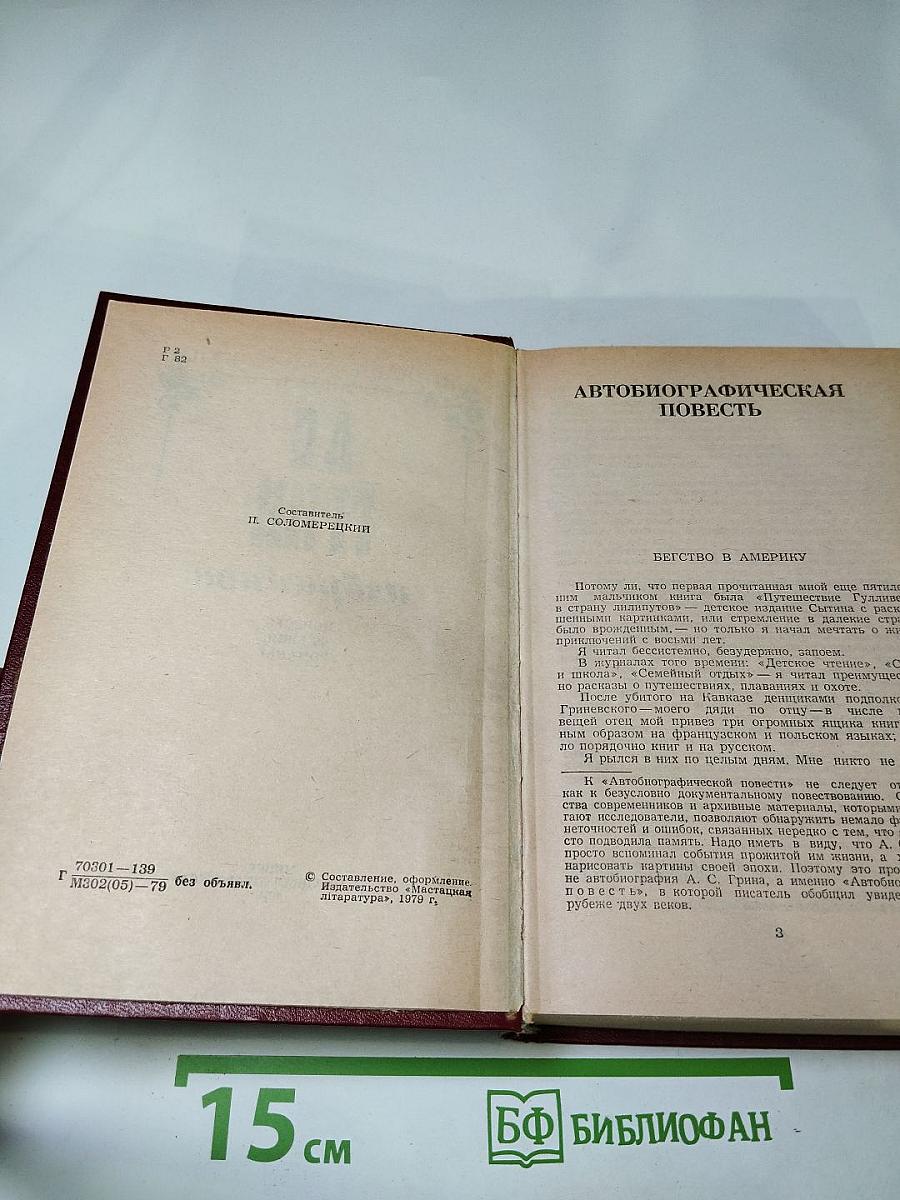 Р 2
Г 82
Составитель
П. СОЛОМЕРЕЦКИЙ
Г 70301—139
М302(05)—79 без объявл.
© Составление, оформление.
Издательство «Мастацкая
літаратура», 1979 г.
АВТОБИОГРАФИЧЕСКАЯ
ПОВЕСТЬ
БЕГСТВО В АМЕРИКУ
Потому ли, что первая прочитанная мной еще пятиле
ним мальчиком книга была «Путешествие Гулливе
в страну лилипутов» — детское издание Сытина с раск
шенными картинками, или стремление в далекие стра
было врожденным, — но только я начал мечтать о жи
приключений с восьми лет.
Я читал бессистемно, безудержно, запоем.
В журналах того времени: «Детское чтение», «С
и школа», «Семейный отдых» — я читал преимущес
но рассказы о путешествиях, плаваниях и охоте.
После убитого на Кавказе денщиками подполко
Гриневского — моего дяди по отцу — в числе п
вещей отец мой привез три огромных ящика книг
ным образом на французском и польском языках;
ло порядочно книг и на русском.
Я рылся в них по целым дням. Мне никто не
К «Автобиографической повести» не следует от
как к безусловно документальному повествованию. С
ства современников и архивные материалы, которыми
гают исследователи, позволяют обнаружить немало ф
неточностей и ошибок, связанных нередко с тем, что
сто подводила память. Надо иметь в виду, что А. С
просто вспоминал события прожитой им жизни, а х
нарисовать картины своей эпохи. Поэтому это про
не автобиография А. С. Грина, а именно «Автобио
повесть», в которой писатель обобщил увиде
рубеже двух веков.
3
15 см
БФ БИБЛИОФАН